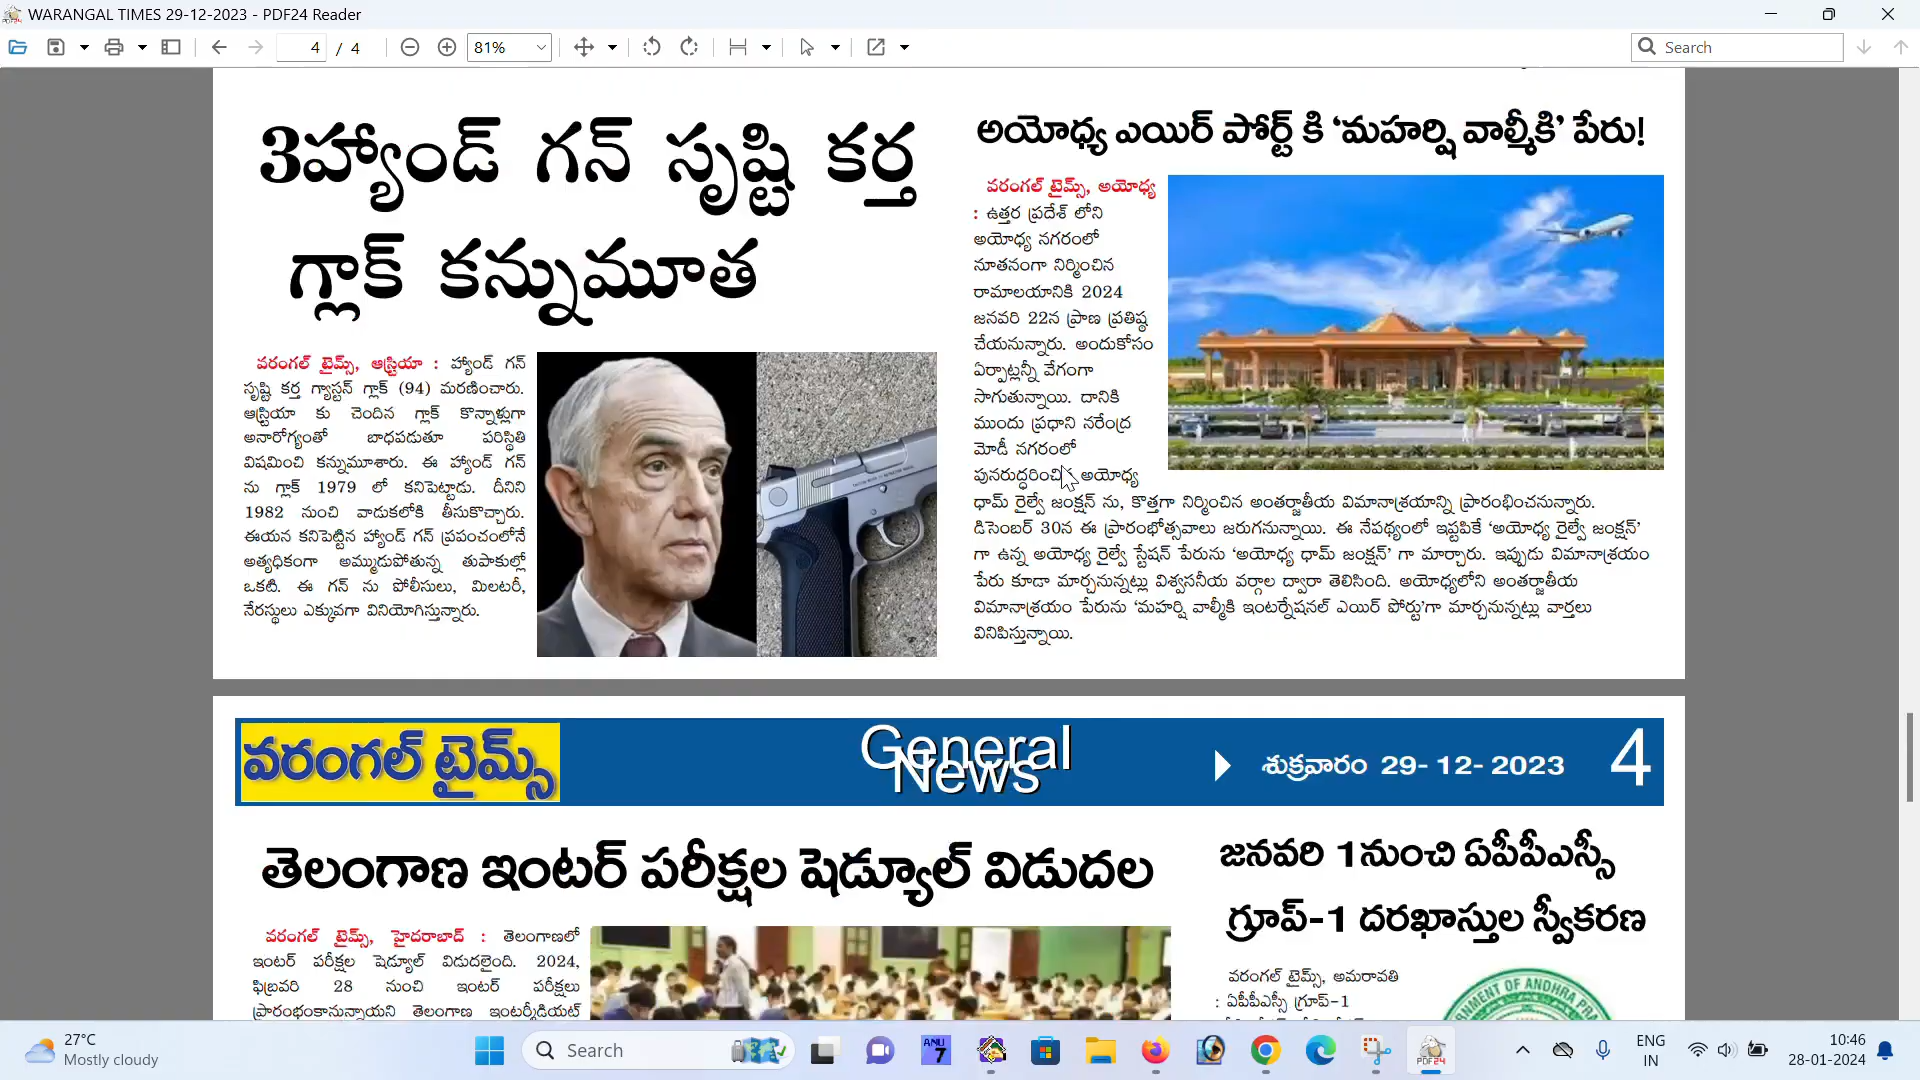 WARANGAL TIMES 29-12-2023 - PDF24 Reader
4 / 4
81%
Search
3హ్యాండ్ గన్ సృష్టి కర్త
గ్లాక్ కన్నుమూత
వరంగల్ టైమ్స్, ఆస్ట్రియా : హ్యాండ్ గన్
సృష్టి కర్త గ్యాస్టన్ గ్లాక్ (94) మరణించారు.
ఆస్ట్రియా కు చెందిన గ్లాక్ కొన్నాళ్లుగా
అనారోగ్యంతో బాధపడుతూ పరిస్థితి
విషమించి కన్నుమూశారు. ఈ హ్యాండ్ గన్
ను గ్లాక్ 1979 లో కనిపెట్టాడు. దీనిని
1982 నుంచి వాడుకలోకి తీసుకొచ్చారు.
ఈయన కనిపెట్టిన హ్యాండ్ గన్ ప్రపంచంలోనే
అత్యధికంగా అమ్ముడుపోతున్న తుపాకుల్లో
ఒకటి. ఈ గన్ ను పోలీసులు, మిలటరీ,
నేరస్థులు ఎక్కువగా వినియోగిస్తున్నారు.
అయోధ్య ఎయిర్ పోర్ట్ కి ‘మహర్షి వాల్మీకి’ పేరు!
వరంగల్ టైమ్స్, అయోధ్య
: ఉత్తర ప్రదేశ్ లోని
అయోధ్య నగరంలో
నూతనంగా నిర్మించిన
రామాలయానికి 2024
జనవరి 22న ప్రాణ ప్రతిష్ఠ
చేయనున్నారు. అందుకోసం
ఏర్పాట్లన్నీ వేగంగా
సాగుతున్నాయి. దానికి
ముందు ప్రధాని నరేంద్ర
మోడీ నగరంలో
పునరుద్ధరించిన అయోధ్య
ధామ్ రైల్వే జంక్షన్ ను, కొత్తగా నిర్మించిన అంతర్జాతీయ విమానాశ్రయాన్ని ప్రారంభించనున్నారు.
డిసెంబర్ 30న ఈ ప్రారంభోత్సవాలు జరుగనున్నాయి. ఈ నేపథ్యంలో ఇప్పటికే ‘అయోధ్య రైల్వే జంక్షన్’
గా ఉన్న అయోధ్య రైల్వే స్టేషన్ పేరును ‘అయోధ్య ధామ్ జంక్షన్’ గా మార్చారు. ఇప్పుడు విమానాశ్రయం
పేరు కూడా మార్చనున్నట్లు విశ్వసనీయ వర్గాల ద్వారా తెలిసింది. అయోధ్యలోని అంతర్జాతీయ
విమానాశ్రయం పేరును ‘మహర్షి వాల్మీకి ఇంటర్నేషనల్ ఎయిర్ పోర్టు’గా మార్చనున్నట్లు వార్తలు
వినిపిస్తున్నాయి.
వరంగల్ టైమ్స్
General
News
శుక్రవారం 29- 12- 2023 4
తెలంగాణ ఇంటర్ పరీక్షల షెడ్యూల్ విడుదల
వరంగల్ టైమ్స్, హైదరాబాద్ : తెలంగాణలో
ఇంటర్ పరీక్షల షెడ్యూల్ విడుదలైంది. 2024,
ఫిబ్రవరి 28 నుంచి ఇంటర్ పరీక్షలు
ప్రారంభంకానున్నాయని తెలంగాణ ఇంటర్మీడియట్
జనవరి 1నుంచి ఏపీపీఎస్సీ
గ్రూప్-1 దరఖాస్తుల స్వీకరణ
వరంగల్ టైమ్స్, అమరావతి
: ఏపీపీఎస్సీ గ్రూప్-1
27°C
Mostly cloudy
Search
ANU
7
PDF24
ENG
IN
10:46
28-01-2024